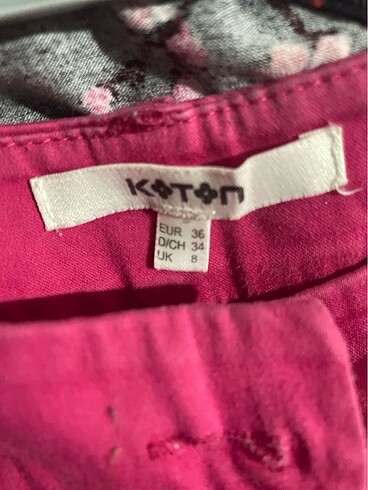 KOTON
EUR 36
D/CH 34
UK 8